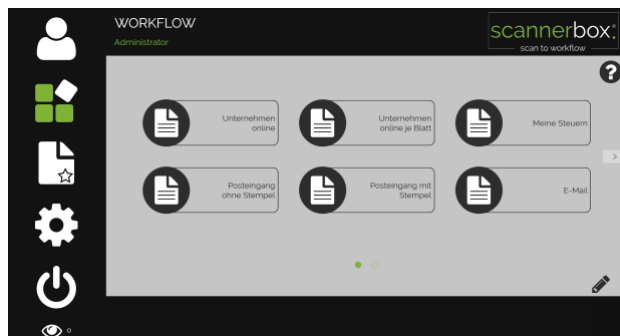 WORKFLOW
Administrator
scannerbox:
scan to workflow
?
Unternehmen
online
Unternehmen
online je Blatt
Meine Steuern
Posteingang
ohne Stempel
Posteingang mit
Stempel
E-Mail